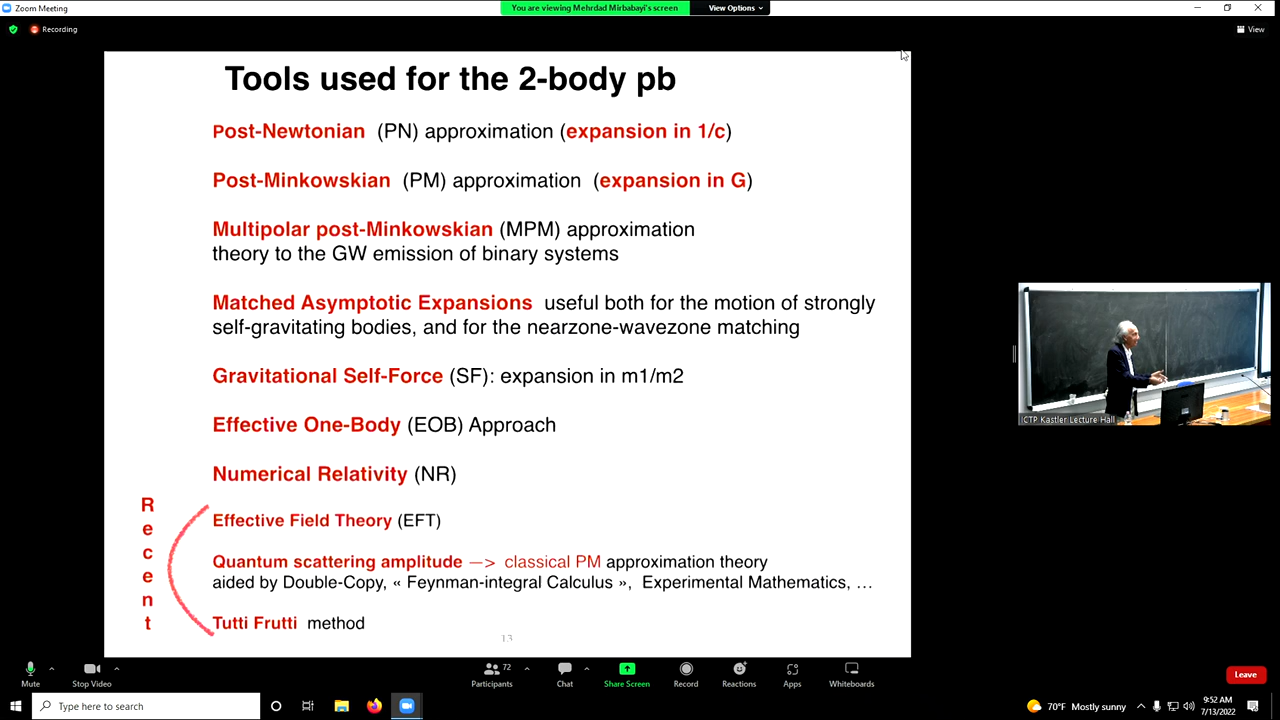 Zoom Meeting
You are viewing Mehrdad Mirbabayi's screen
View Options
Recording
View
Tools used for the 2-body pb
Post-Newtonian (PN) approximation (expansion in 1/c)
Post-Minkowskian (PM) approximation (expansion in G)
Multipolar post-Minkowskian (MPM) approximation
theory to the GW emission of binary systems
Matched Asymptotic Expansions useful both for the motion of strongly
self-gravitating bodies, and for the nearzone-wavezone matching
Gravitational Self-Force (SF): expansion in m1/m2
Effective One-Body (EOB) Approach
Numerical Relativity (NR)
Recent
Effective Field Theory (EFT)
Quantum scattering amplitude —> classical PM approximation theory
aided by Double-Copy, « Feynman-integral Calculus », Experimental Mathematics, …
Tutti Frutti method
13
ICTP Kastler Lecture Hall
Mute
Stop Video
72
Participants
Chat
Share Screen
Record
Reactions
Apps
Whiteboards
Leave
Type here to search
70°F Mostly sunny
9:52 AM
7/13/2022